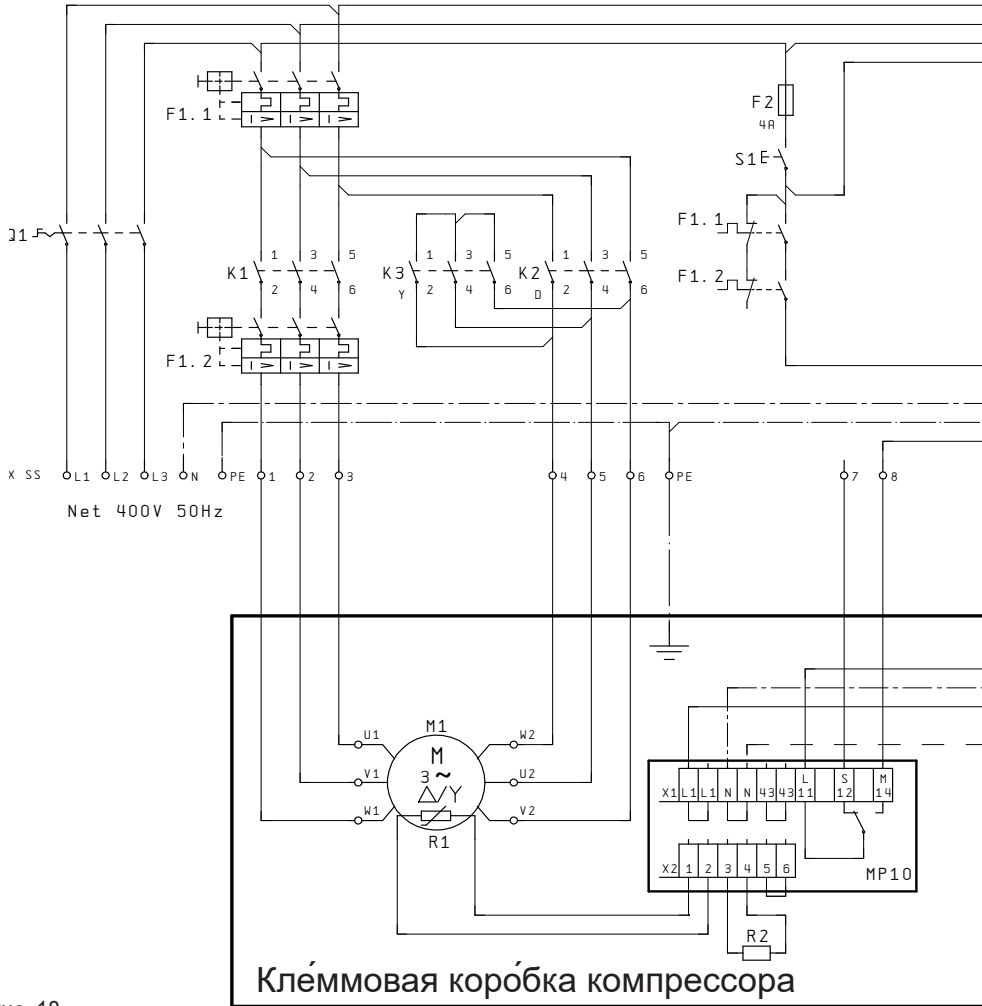 F1.1
I> I> I>
F2
4A
S1
F1.1
F1.2
Q1
K1
1 3 5
2 4 6
K3
Y
1 3 5
2 4 6
K2
D
1 3 5
2 4 6
F1.2
I> I> I>
X SS L1 L2 L3 N PE 1 2 3 4 5 6 PE 7 8
Net 400V 50Hz
M1
M
3 ~
△/Y
U1
V1
W1
W2
U2
V2
R1
X1 L1 L1 N N 43 43 L 11 S 12 M 14
X2 1 2 3 4 5 6
MP10
R2
Кле́ммовая коро́бка компрессора